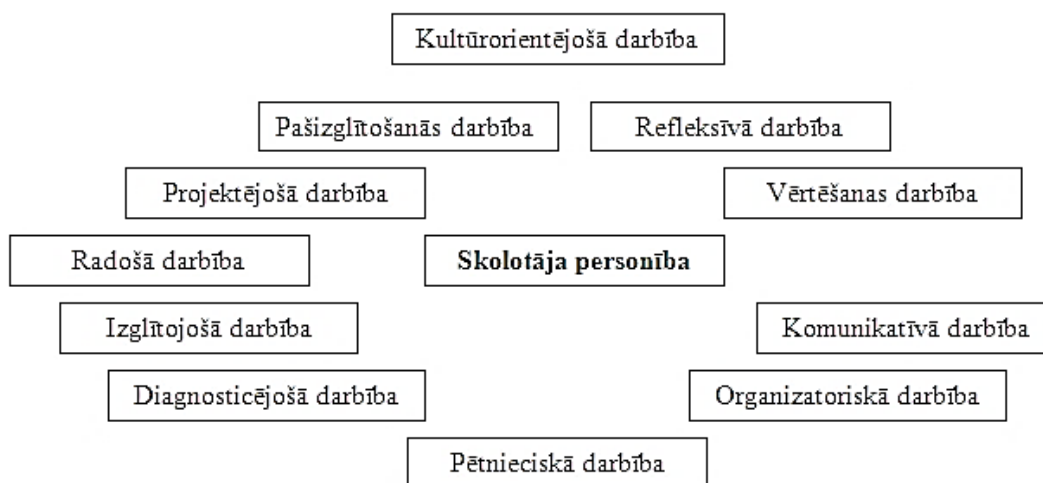 Kultūrorientējošā darbība
Pašizglītošanās darbība
Refleksīvā darbība
Projektējošā darbība
Vērtēšanas darbība
Radošā darbība
Skolotāja personība
Izglītojošā darbība
Komunikatīvā darbība
Diagnosticējošā darbība
Organizatoriskā darbība
Pētnieciskā darbība